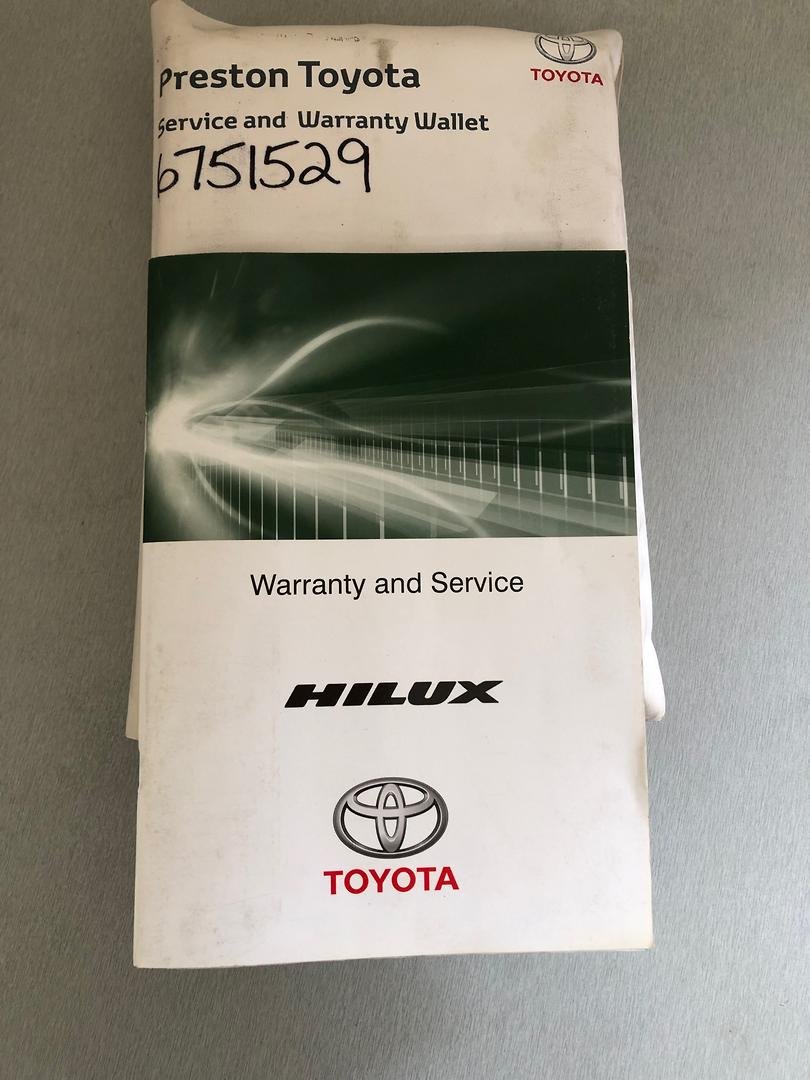 Preston Toyota
TOYOTA
Service and Warranty Wallet
6751529
Warranty and Service
HILUX
TOYOTA